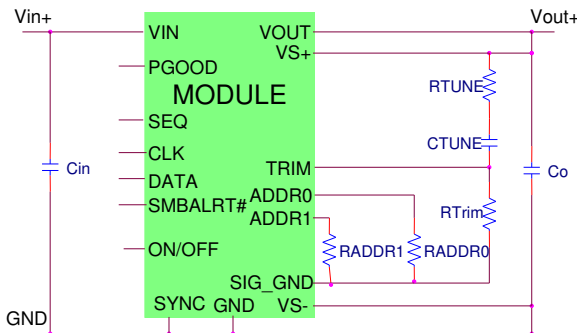 Vin+
Vout+
VIN
VOUT
VS+
PGOOD
RTUNE
MODULE
SEQ
CTUNE
CLK
TRIM
Cin
Co
DATA
ADDR0
SMBALRT#
ADDR1
RTrim
ON/OFF
RADDR1
RADDR0
SIG_GND
SYNC
GND
VS-
GND